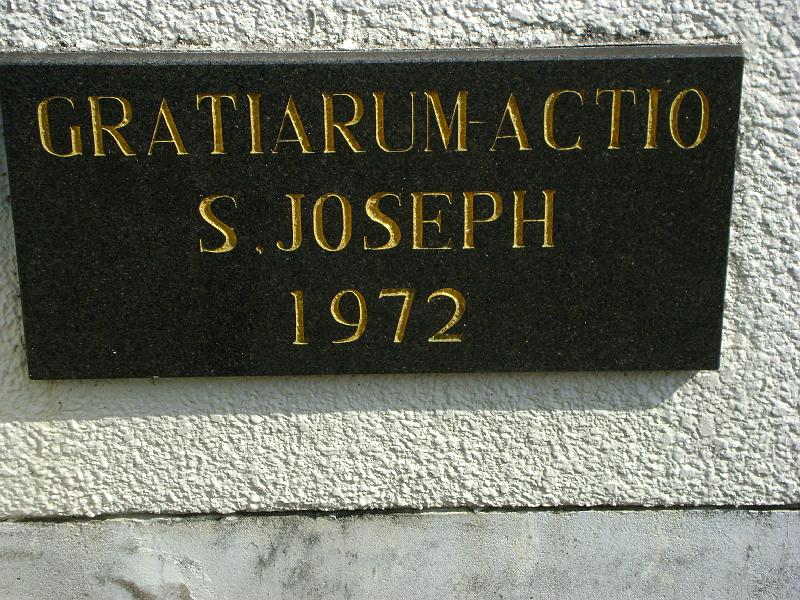 GRATIARUM-ACTIO
S. JOSEPH
1972